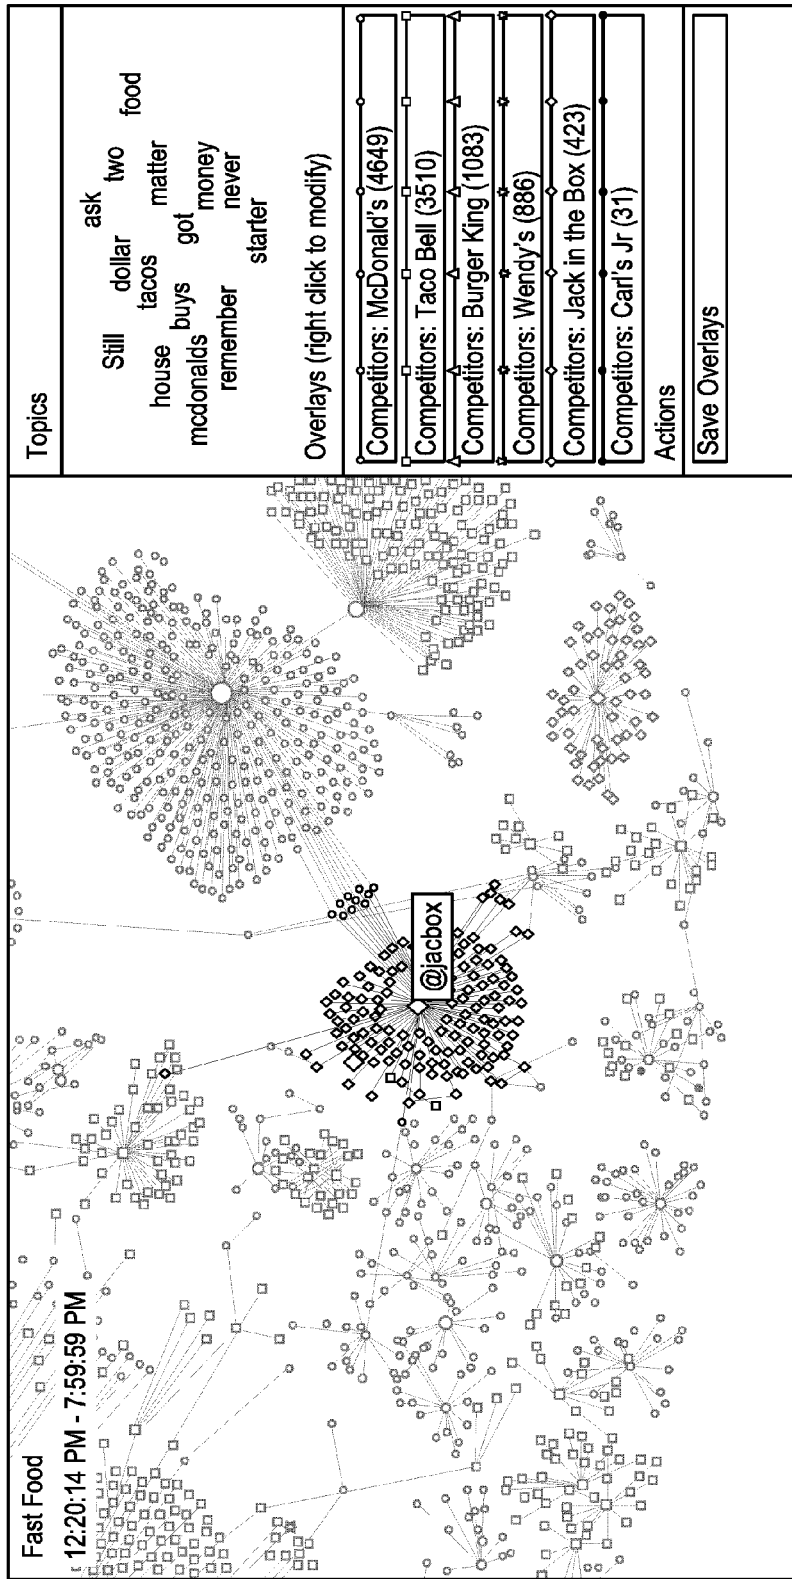 Fast Food
12:20:14 PM - 7:59:59 PM
@jacbox
Topics
Still dollar ask two food
house tacos matter
mcdonalds buys got money
remember never
starter
Overlays (right click to modify)
Competitors: McDonald's (4649)
Competitors: Taco Bell (3510)
Competitors: Burger King (1083)
Competitors: Wendy's (886)
Competitors: Jack in the Box (423)
Competitors: Carl's Jr (31)
Actions
Save Overlays